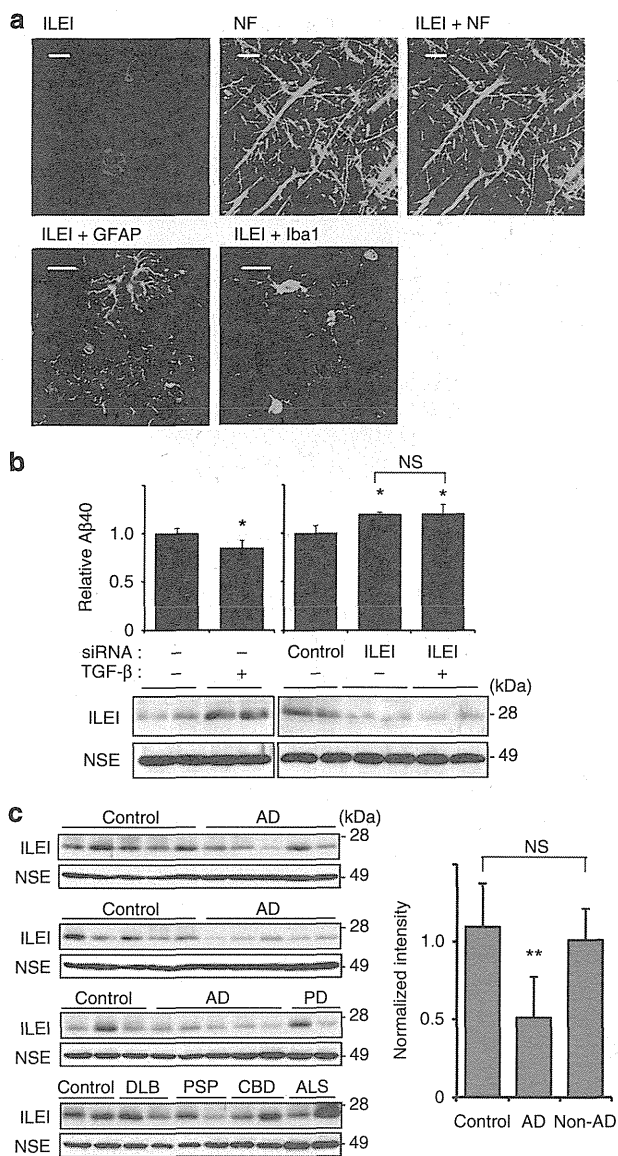 a
ILEI NF ILEI + NF
ILEI + GFAP ILEI + Iba1
b
NS
* * *
Relative Aβ40
1.0
0.5
0
siRNA : – – Control ILEI ILEI
TGF-β : – + – – +
(kDa)
ILEI 28
NSE 49
c
Control AD (kDa)
ILEI 28
NSE 49
Control AD
ILEI 28
NSE 49
Control AD PD
ILEI 28
NSE 49
Control DLB PSP CBD ALS
ILEI 28
NSE 49
NS
**
Normalized intensity
1.0
0.5
0
Control AD Non-AD